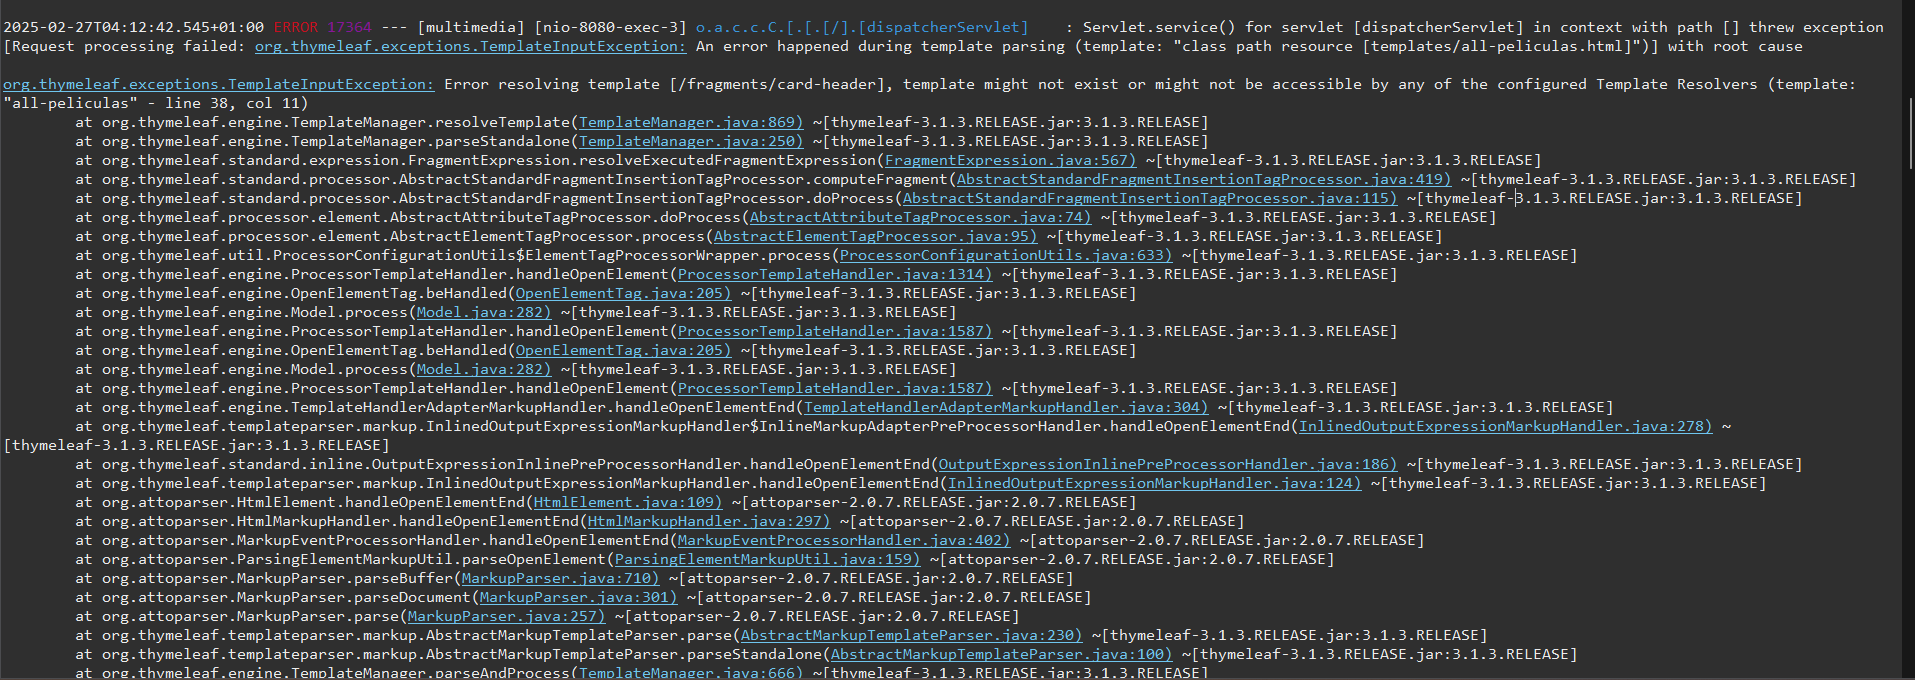 2025-02-27T04:12:42.545+01:00 ERROR 17364 --- [multimedia] [nio-8080-exec-3] o.a.c.c.C.[.[.[/].[dispatcherServlet]    : Servlet.service() for servlet [dispatcherServlet] in context with path [] threw exception
[Request processing failed: org.thymeleaf.exceptions.TemplateInputException: An error happened during template parsing (template: "class path resource [templates/all-peliculas.html]")] with root cause
org.thymeleaf.exceptions.TemplateInputException: Error resolving template [/fragments/card-header], template might not exist or might not be accessible by any of the configured Template Resolvers (template:
"all-peliculas" - line 38, col 11)
at org.thymeleaf.engine.TemplateManager.resolveTemplate(TemplateManager.java:869) ~[thymeleaf-3.1.3.RELEASE.jar:3.1.3.RELEASE]
at org.thymeleaf.engine.TemplateManager.parseStandalone(TemplateManager.java:250) ~[thymeleaf-3.1.3.RELEASE.jar:3.1.3.RELEASE]
at org.thymeleaf.standard.expression.FragmentExpression.resolveExecutedFragmentExpression(FragmentExpression.java:567) ~[thymeleaf-3.1.3.RELEASE.jar:3.1.3.RELEASE]
at org.thymeleaf.standard.processor.AbstractStandardFragmentInsertionTagProcessor.computeFragment(AbstractStandardFragmentInsertionTagProcessor.java:419) ~[thymeleaf-3.1.3.RELEASE.jar:3.1.3.RELEASE]
at org.thymeleaf.standard.processor.AbstractStandardFragmentInsertionTagProcessor.doProcess(AbstractStandardFragmentInsertionTagProcessor.java:115) ~[thymeleaf-3.1.3.RELEASE.jar:3.1.3.RELEASE]
at org.thymeleaf.processor.element.AbstractAttributeTagProcessor.doProcess(AbstractAttributeTagProcessor.java:74) ~[thymeleaf-3.1.3.RELEASE.jar:3.1.3.RELEASE]
at org.thymeleaf.processor.element.AbstractElementTagProcessor.process(AbstractElementTagProcessor.java:95) ~[thymeleaf-3.1.3.RELEASE.jar:3.1.3.RELEASE]
at org.thymeleaf.util.ProcessorConfigurationUtils$ElementTagProcessorWrapper.process(ProcessorConfigurationUtils.java:633) ~[thymeleaf-3.1.3.RELEASE.jar:3.1.3.RELEASE]
at org.thymeleaf.engine.ProcessorTemplateHandler.handleOpenElement(ProcessorTemplateHandler.java:1314) ~[thymeleaf-3.1.3.RELEASE.jar:3.1.3.RELEASE]
at org.thymeleaf.engine.OpenElementTag.beHandled(OpenElementTag.java:205) ~[thymeleaf-3.1.3.RELEASE.jar:3.1.3.RELEASE]
at org.thymeleaf.engine.Model.process(Model.java:282) ~[thymeleaf-3.1.3.RELEASE.jar:3.1.3.RELEASE]
at org.thymeleaf.engine.ProcessorTemplateHandler.handleOpenElement(ProcessorTemplateHandler.java:1587) ~[thymeleaf-3.1.3.RELEASE.jar:3.1.3.RELEASE]
at org.thymeleaf.engine.OpenElementTag.beHandled(OpenElementTag.java:205) ~[thymeleaf-3.1.3.RELEASE.jar:3.1.3.RELEASE]
at org.thymeleaf.engine.Model.process(Model.java:282) ~[thymeleaf-3.1.3.RELEASE.jar:3.1.3.RELEASE]
at org.thymeleaf.engine.ProcessorTemplateHandler.handleOpenElement(ProcessorTemplateHandler.java:1587) ~[thymeleaf-3.1.3.RELEASE.jar:3.1.3.RELEASE]
at org.thymeleaf.engine.TemplateHandlerAdapterMarkupHandler.handleOpenElementEnd(TemplateHandlerAdapterMarkupHandler.java:304) ~[thymeleaf-3.1.3.RELEASE.jar:3.1.3.RELEASE]
at org.thymeleaf.templateparser.markup.InlinedOutputExpressionMarkupHandler$InlineMarkupAdapterPreProcessorHandler.handleOpenElementEnd(InlinedOutputExpressionMarkupHandler.java:278) ~
[thymeleaf-3.1.3.RELEASE.jar:3.1.3.RELEASE]
at org.thymeleaf.standard.inline.OutputExpressionInlinePreProcessorHandler.handleOpenElementEnd(OutputExpressionInlinePreProcessorHandler.java:186) ~[thymeleaf-3.1.3.RELEASE.jar:3.1.3.RELEASE]
at org.thymeleaf.templateparser.markup.InlinedOutputExpressionMarkupHandler.handleOpenElementEnd(InlinedOutputExpressionMarkupHandler.java:124) ~[thymeleaf-3.1.3.RELEASE.jar:3.1.3.RELEASE]
at org.attoparser.HtmlElement.handleOpenElementEnd(HtmlElement.java:109) ~[attoparser-2.0.7.RELEASE.jar:2.0.7.RELEASE]
at org.attoparser.HtmlMarkupHandler.handleOpenElementEnd(HtmlMarkupHandler.java:297) ~[attoparser-2.0.7.RELEASE.jar:2.0.7.RELEASE]
at org.attoparser.MarkupEventProcessorHandler.handleOpenElementEnd(MarkupEventProcessorHandler.java:402) ~[attoparser-2.0.7.RELEASE.jar:2.0.7.RELEASE]
at org.attoparser.ParsingElementMarkupUtil.parseOpenElement(ParsingElementMarkupUtil.java:159) ~[attoparser-2.0.7.RELEASE.jar:2.0.7.RELEASE]
at org.attoparser.MarkupParser.parseBuffer(MarkupParser.java:710) ~[attoparser-2.0.7.RELEASE.jar:2.0.7.RELEASE]
at org.attoparser.MarkupParser.parseDocument(MarkupParser.java:301) ~[attoparser-2.0.7.RELEASE.jar:2.0.7.RELEASE]
at org.attoparser.MarkupParser.parse(MarkupParser.java:257) ~[attoparser-2.0.7.RELEASE.jar:2.0.7.RELEASE]
at org.thymeleaf.templateparser.markup.AbstractMarkupTemplateParser.parse(AbstractMarkupTemplateParser.java:230) ~[thymeleaf-3.1.3.RELEASE.jar:3.1.3.RELEASE]
at org.thymeleaf.templateparser.markup.AbstractMarkupTemplateParser.parseStandalone(AbstractMarkupTemplateParser.java:100) ~[thymeleaf-3.1.3.RELEASE.jar:3.1.3.RELEASE]
at org.thymeleaf.engine.TemplateManager.parseAndProcess(TemplateManager.java:666) ~[thymeleaf-3.1.3.RELEASE.jar:3.1.3.RELEASE]